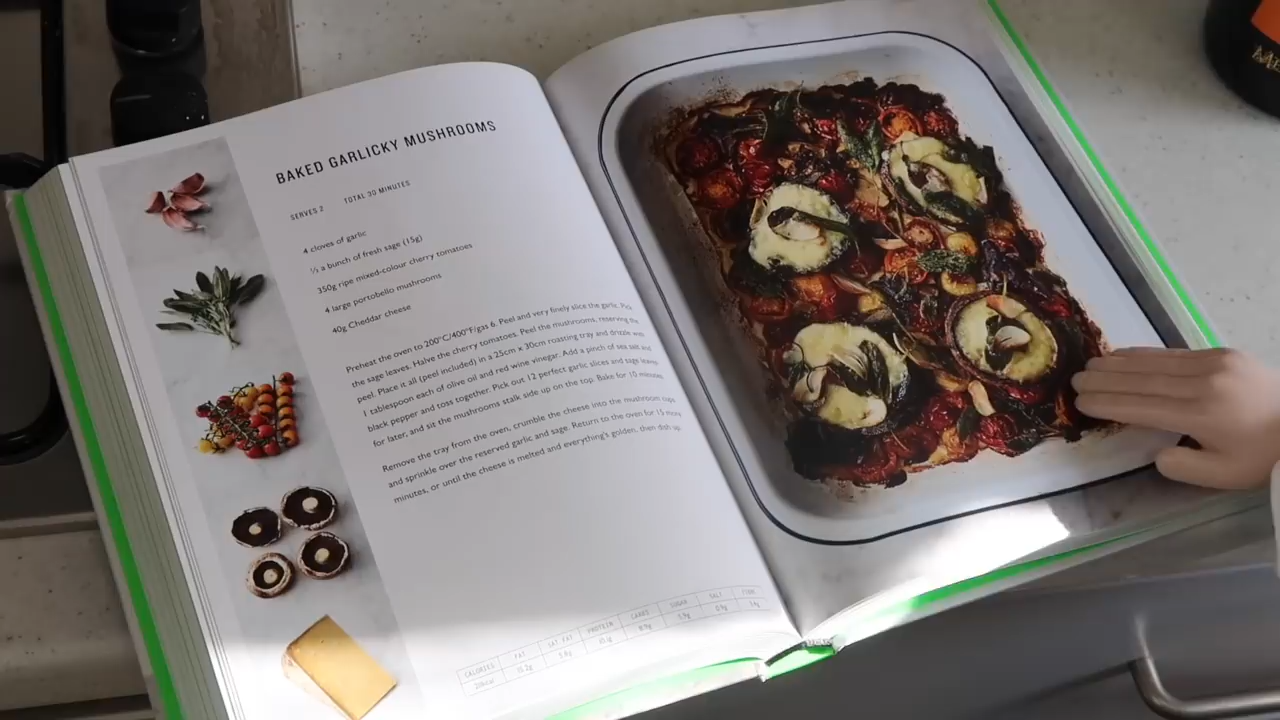 BAKED GARLICKY MUSHROOMS
SERVES 2 TOTAL 30 MINUTES
4 cloves of garlic
½ a bunch of fresh sage (15g)
350g ripe mixed-colour cherry tomatoes
4 large portobello mushrooms
40g Cheddar cheese
Preheat the oven to 200°C/400°F/gas 6. Peel and very finely slice the garlic. Pick
the sage leaves. Halve the cherry tomatoes. Peel the mushrooms, reserving the
peel. Place it all (peel included) in a 25cm x 30cm roasting tray and drizzle with
1 tablespoon each of olive oil and red wine vinegar. Add a pinch of sea salt and
black pepper and toss together. Pick out 12 perfect garlic slices and sage leaves
for later, and sit the mushrooms stalk side up on the top. Bake for 10 minutes.
Remove the tray from the oven, crumble the cheese into the mushroom cups
and sprinkle over the reserved garlic and sage. Return to the oven for 15 more
minutes, or until the cheese is melted and everything's golden, then dish up.
CALORIES FAT SAT FAT PROTEIN CARBS SUGAR SALT FIBRE
15.2g